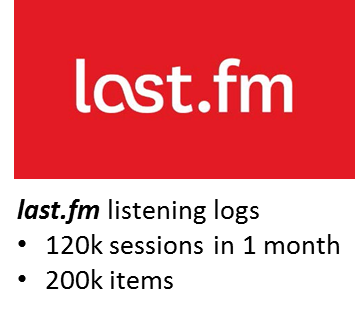 last.fm
last.fm listening logs
• 120k sessions in 1 month
• 200k items